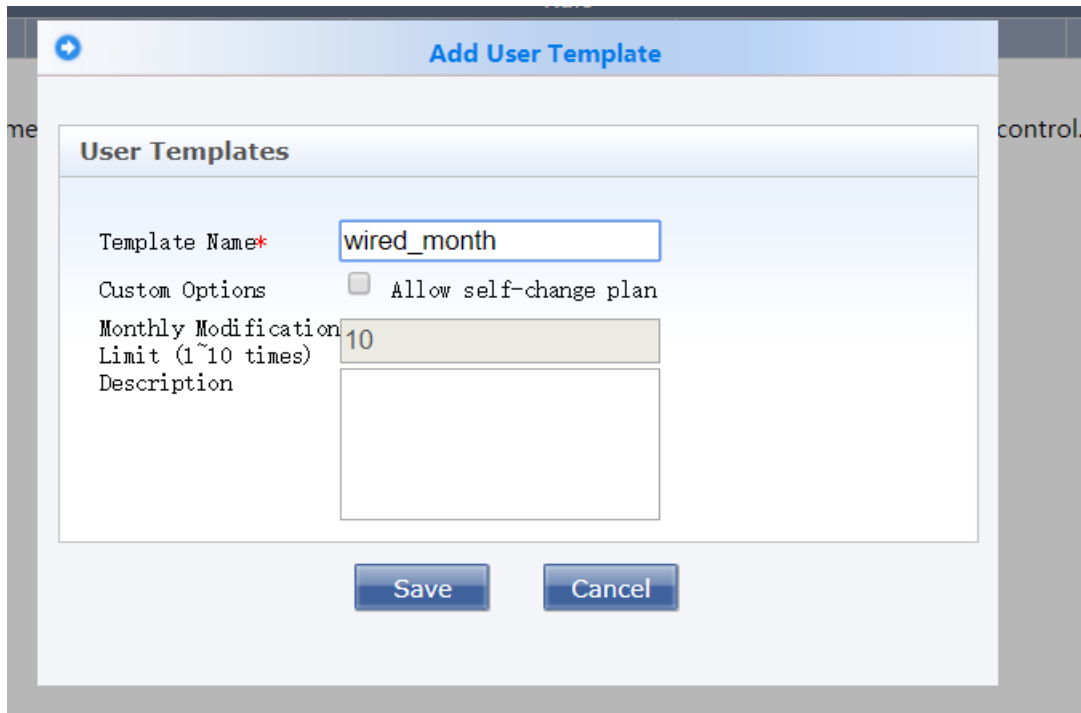 Add User Template
me
control.
User Templates
Template Name*
wired_month
Custom Options
Allow self-change plan
Monthly Modification
Limit (1~10 times)
10
Description
Save
Cancel